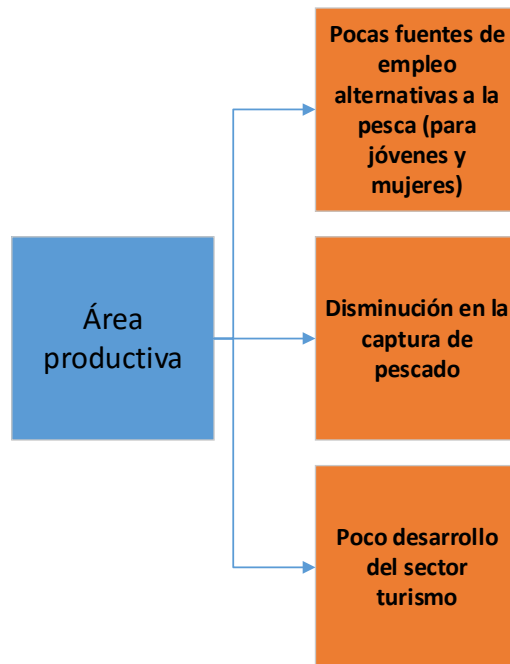 Pocas fuentes de
empleo
alternativas a la
pesca (para
jóvenes y
mujeres)
Área
productiva
Disminución en la
captura de
pescado
Poco desarrollo
del sector
turismo